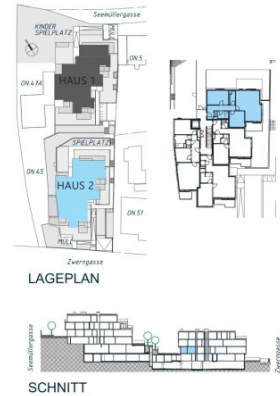 Seemüllergasse
KINDER
SPIELPLATZ
MÜLL
ON.5
HAUS 1
ON.47A
SPIELPLATZ
ON.45
HAUS 2
ON.51
MÜLL
Zwerngasse
LAGEPLAN
Seemüllergasse
Zwerngasse
SCHNITT